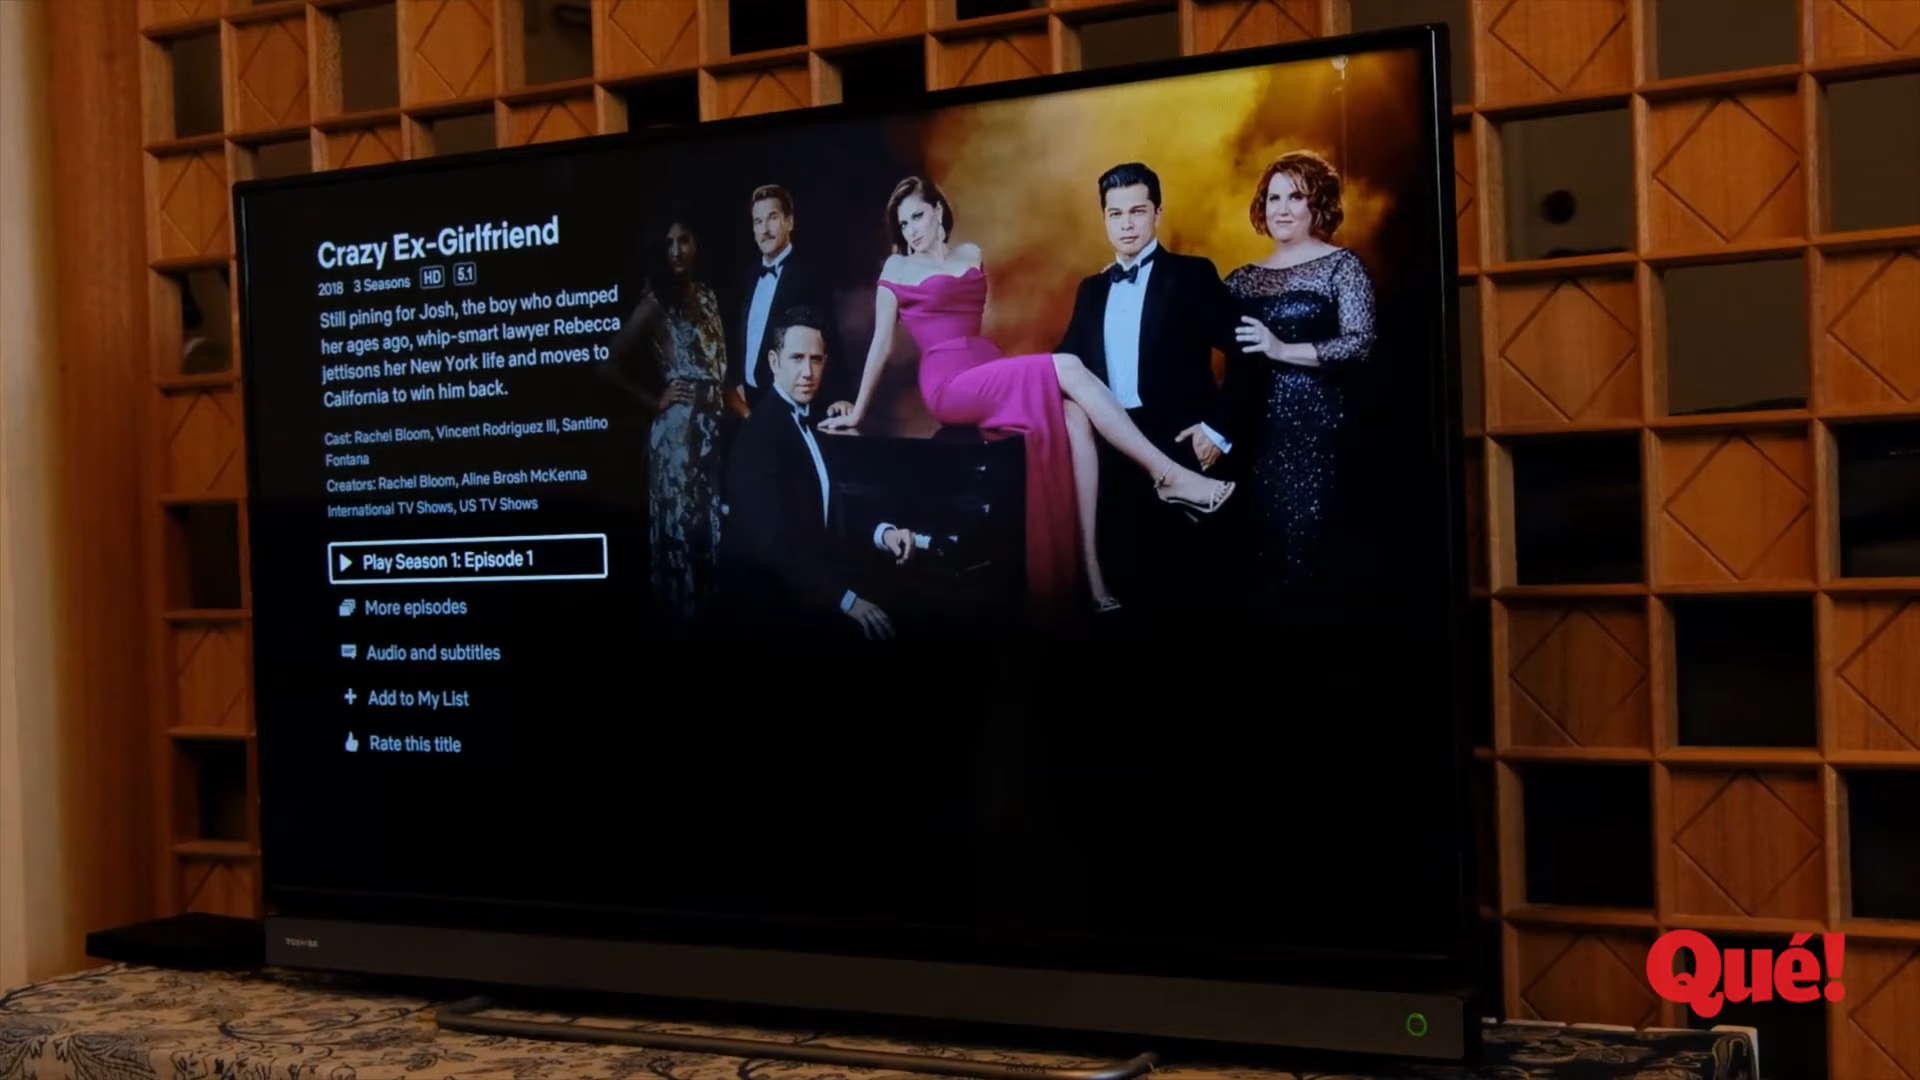 Crazy Ex-Girlfriend
2018 3 Seasons HD 5.1
Still pining for Josh, the boy who dumped
her ages ago, whip-smart lawyer Rebecca
jettisons her New York life and moves to
California to win him back.
Cast: Rachel Bloom, Vincent Rodriguez III, Santino
Fontana
Creators: Rachel Bloom, Aline Brosh McKenna
International TV Shows, US TV Shows
Play Season 1: Episode 1
More episodes
Audio and subtitles
Add to My List
Rate this title
TOSHIBA
Qué!